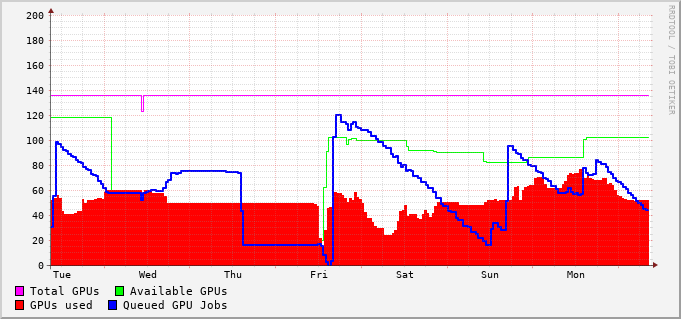 200
180
160
140
120
100
80
60
40
20
0
Tue Wed Thu Fri Sat Sun Mon
Total GPUs Available GPUs
GPUs used Queued GPU Jobs
RRDTOOL / TOBI OETIKER